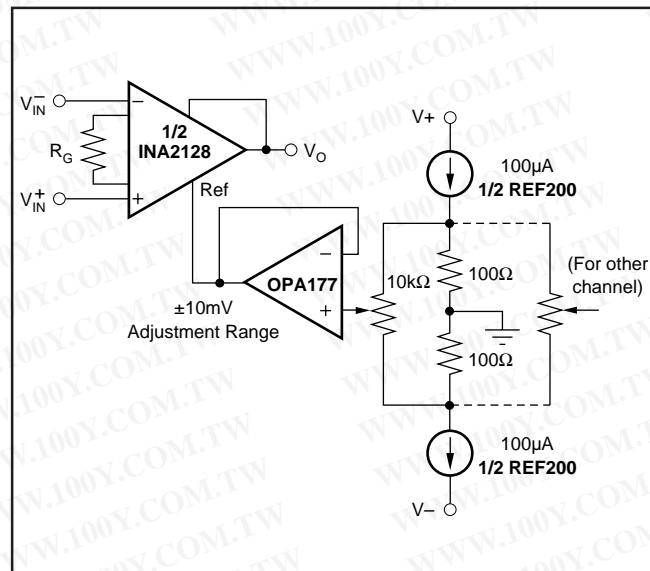 V−IN
RG
V+IN
−
+
1/2
INA2128
VO
Ref
−
+
OPA177
±10mV
Adjustment Range
10kΩ
V+
100µA
1/2 REF200
100Ω
100Ω
(For other
channel)
100µA
1/2 REF200
V–
WWW.100Y.COM.TW